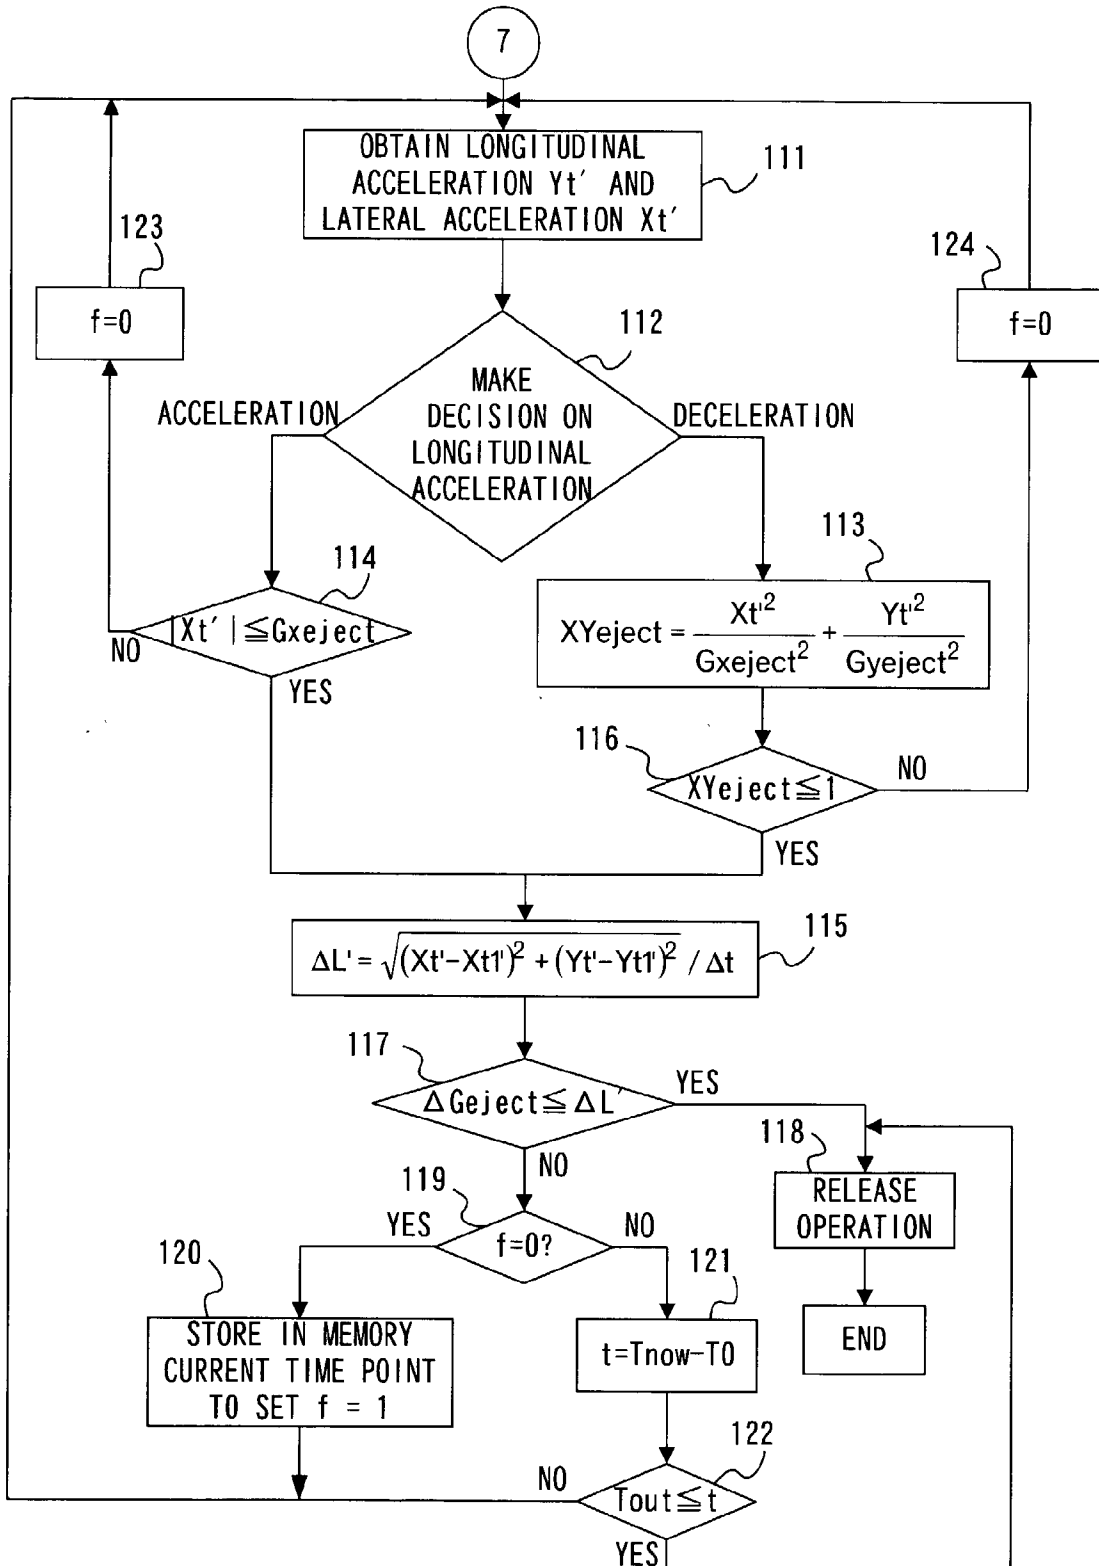 7
OBTAIN LONGITUDINAL
ACCELERATION Yt′ AND
LATERAL ACCELERATION Xt′
111
123
f=0
124
f=0
112
MAKE
DECISION ON
LONGITUDINAL
ACCELERATION
ACCELERATION
DECELERATION
114
|Xt′|≦Gxeject
NO
YES
113
XYeject = Xt'² / Gxeject² + Yt'² / Gyeject²
116
XYeject≦1
NO
YES
115
ΔL' = √(Xt'-Xt1')² + (Yt'-Yt1')² / Δt
117
ΔGeject≦ΔL′
YES
NO
118
RELEASE
OPERATION
END
119
f=0?
YES
NO
120
STORE IN MEMORY
CURRENT TIME POINT
TO SET f = 1
121
t=Tnow-T0
122
Tout≦t
NO
YES